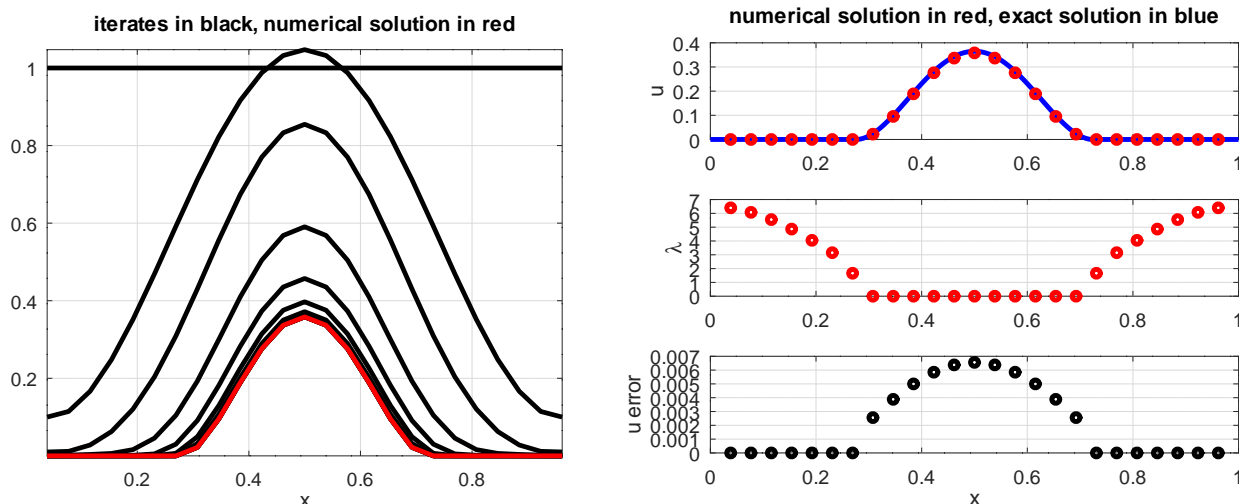 iterates in black, numerical solution in red
1
0.8
0.6
0.4
0.2
0.2 0.4 0.6 0.8
x
numerical solution in red, exact solution in blue
0.4
0.3
0.2
0.1
0
u
0 0.2 0.4 0.6 0.8 1
7
6
5
4
3
2
1
0
λ
0 0.2 0.4 0.6 0.8 1
0.007
0.006
0.005
0.004
0.003
0.002
0.001
0
u error
0 0.2 0.4 0.6 0.8 1
x